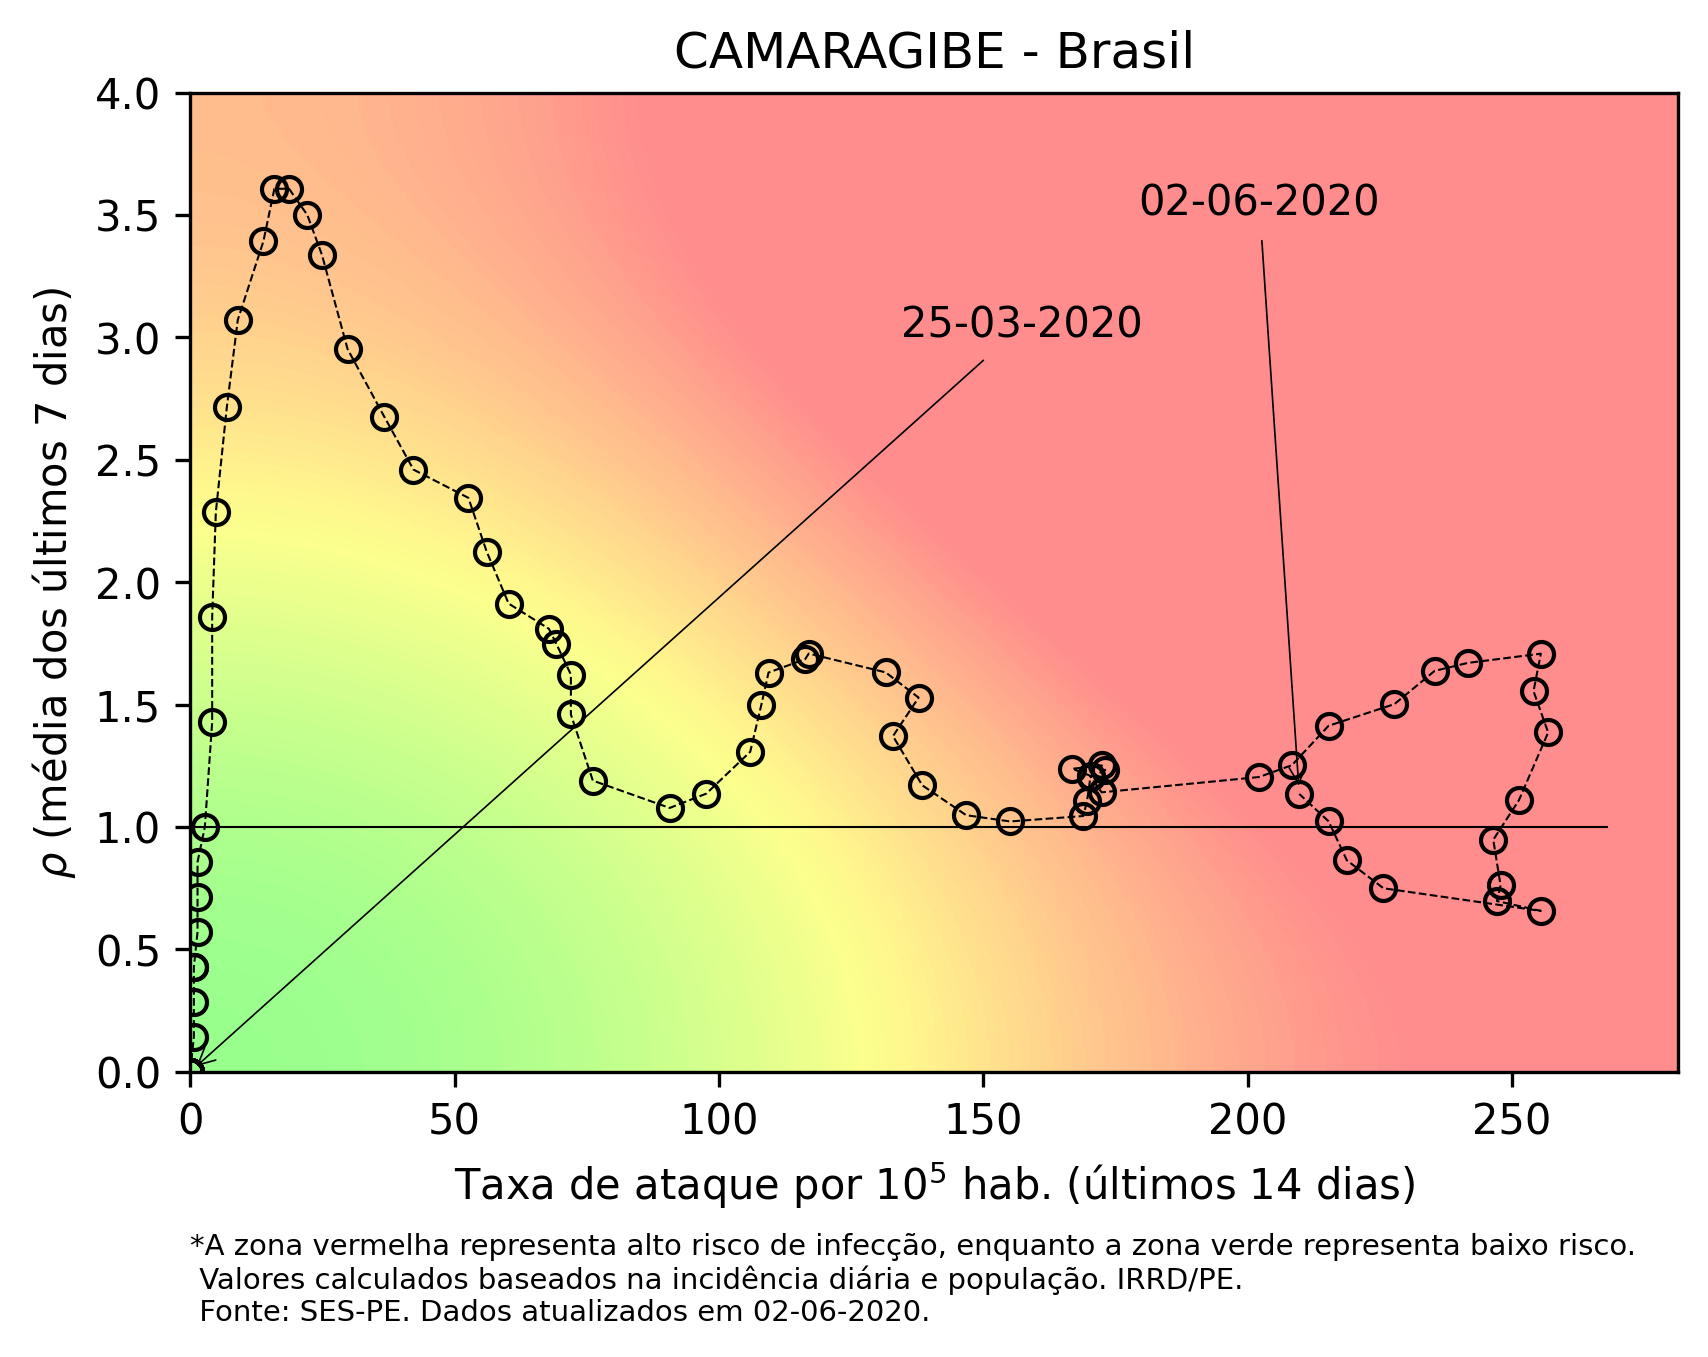 CAMARAGIBE - Brasil
4.0
3.5
3.0
2.5
2.0
1.5
1.0
0.5
0.0
ρ (média dos últimos 7 dias)
02-06-2020
25-03-2020
0 50 100 150 200 250
Taxa de ataque por 10⁵ hab. (últimos 14 dias)
*A zona vermelha representa alto risco de infecção, enquanto a zona verde representa baixo risco.
Valores calculados baseados na incidência diária e população. IRRD/PE.
Fonte: SES-PE. Dados atualizados em 02-06-2020.